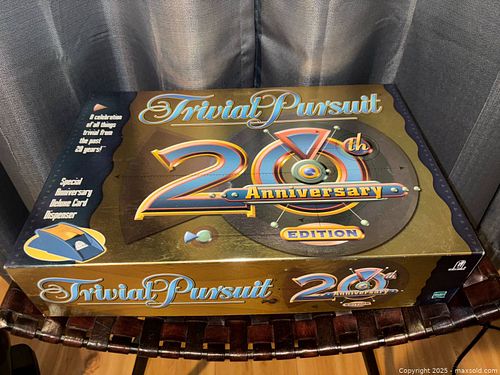 Trivial Pursuit
A celebration
of all things
trivial from
the past
20 years!
20th
Anniversary
EDITION
Special
Anniversary
Deluxe Card
Dispenser
Trivial Pursuit
20th
Anniversary
Copyright 2025 - maxsold.com